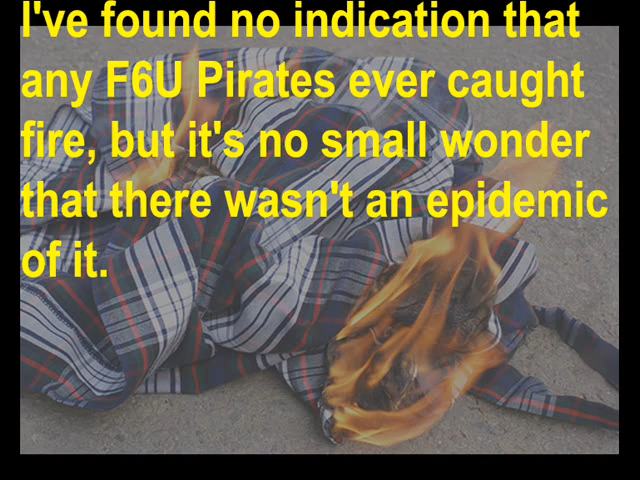 I've found no indication that
any F6U Pirates ever caught
fire, but it's no small wonder
that there wasn't an epidemic
of it.